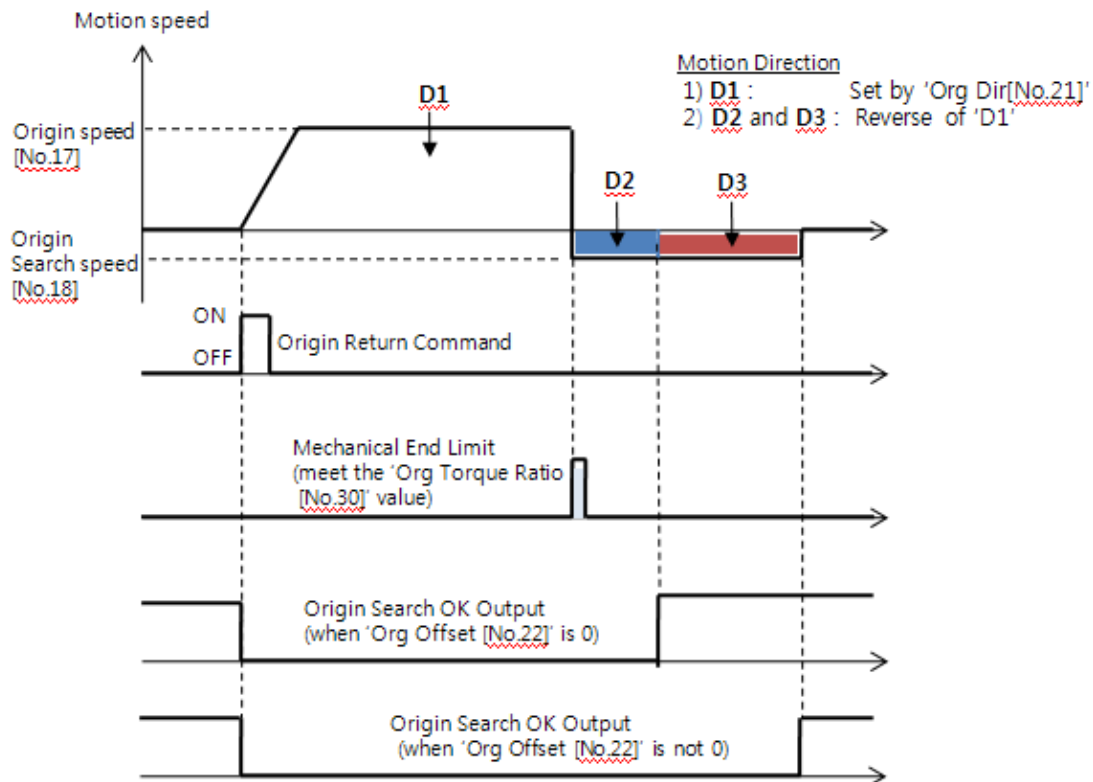 Motion speed
Motion Direction
1) D1 : Set by ‘Org Dir[No.21]’
2) D2 and D3 : Reverse of ‘D1’
D1
Origin speed
[No.17]
D2
D3
Origin
Search speed
[No.18]
ON
OFF
Origin Return Command
Mechanical End Limit
(meet the ‘Org Torque Ratio
[No.30]’ value)
Origin Search OK Output
(when ‘Org Offset [No.22]’ is 0)
Origin Search OK Output
(when ‘Org Offset [No.22]’ is not 0)